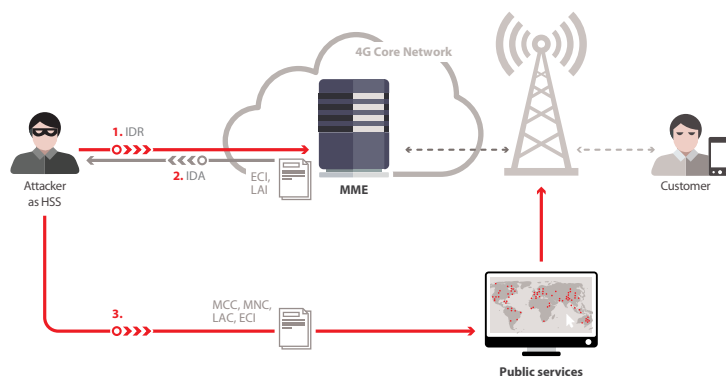 4G Core Network
1. IDR
2. IDA
ECI,
LAI
Attacker
as HSS
MME
Customer
3.
MCC, MNC,
LAC, ECI
Public services